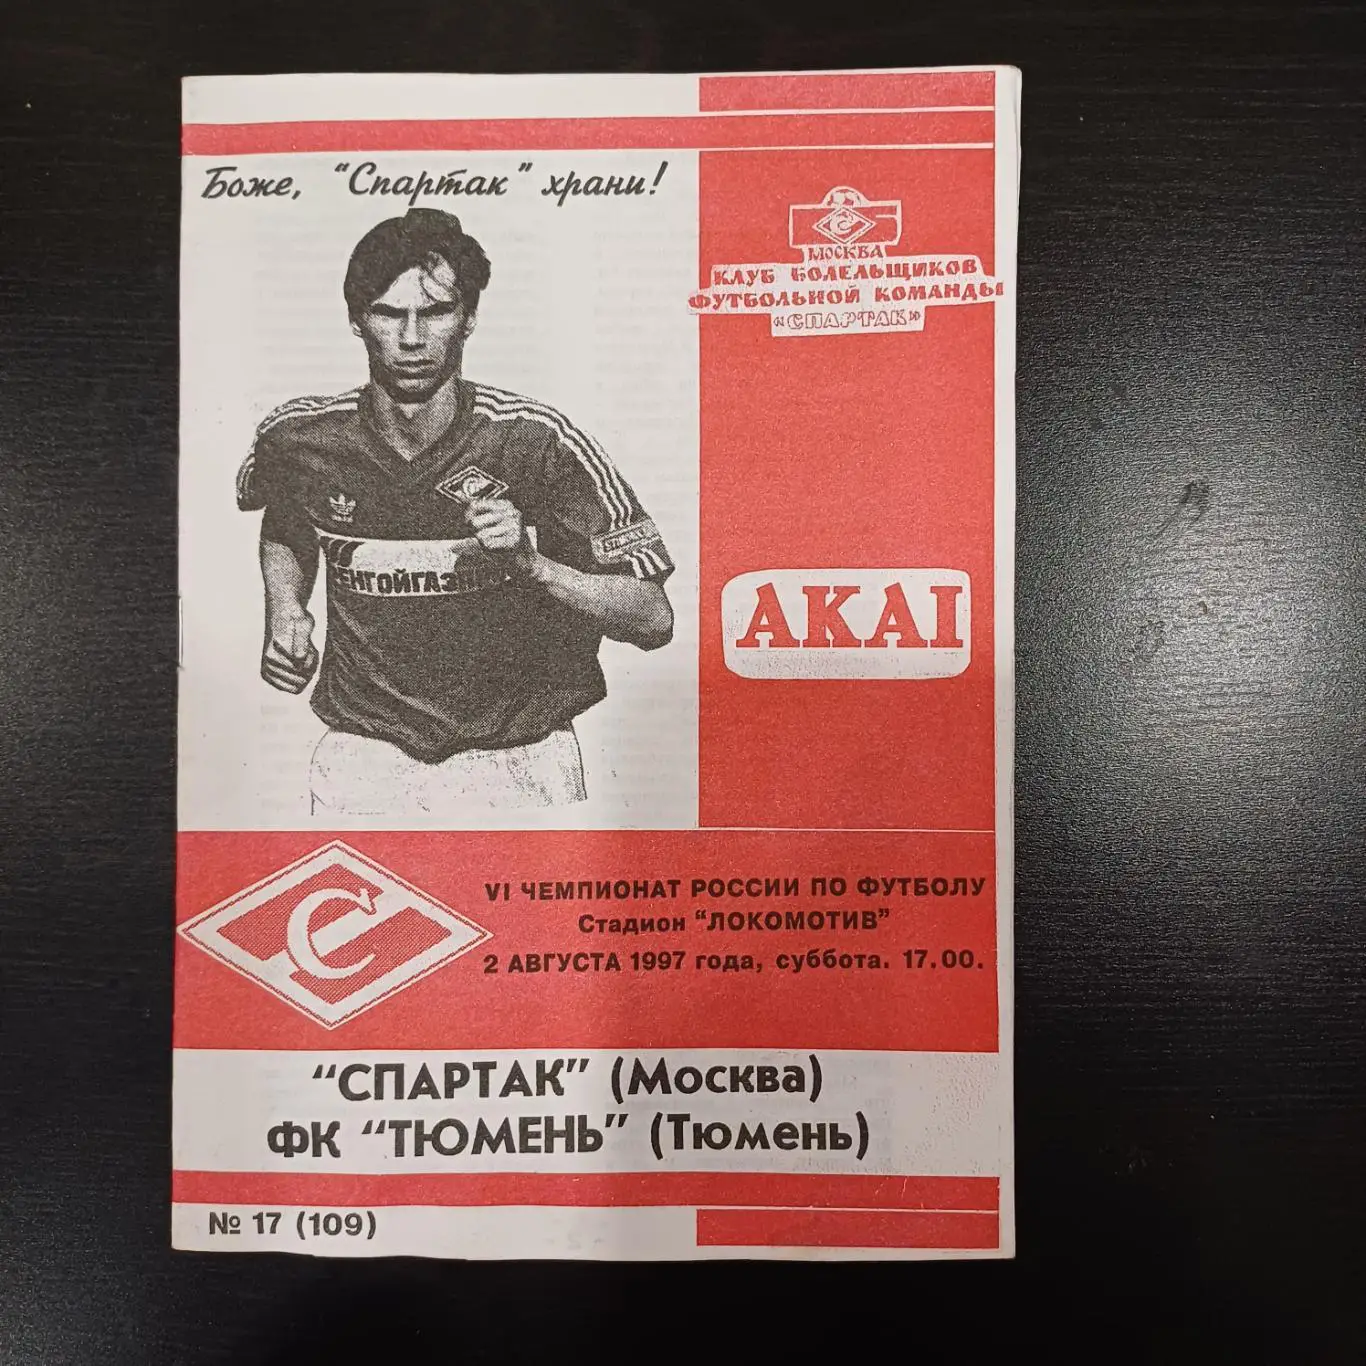 Боже, "Спартак" храни!
МОСКВА
КЛУБ БОЛЕЛЬЩИКОВ
ФУТБОЛЬНОЙ КОМАНДЫ
«СПАРТАК»
ЕНГОЙГАЗ
AKAI
VI ЧЕМПИОНАТ РОССИИ ПО ФУТБОЛУ
Стадион "ЛОКОМОТИВ"
2 АВГУСТА 1997 года, суббота. 17.00.
"СПАРТАК" (Москва)
ФК "ТЮМЕНЬ" (Тюмень)
№ 17 (109)